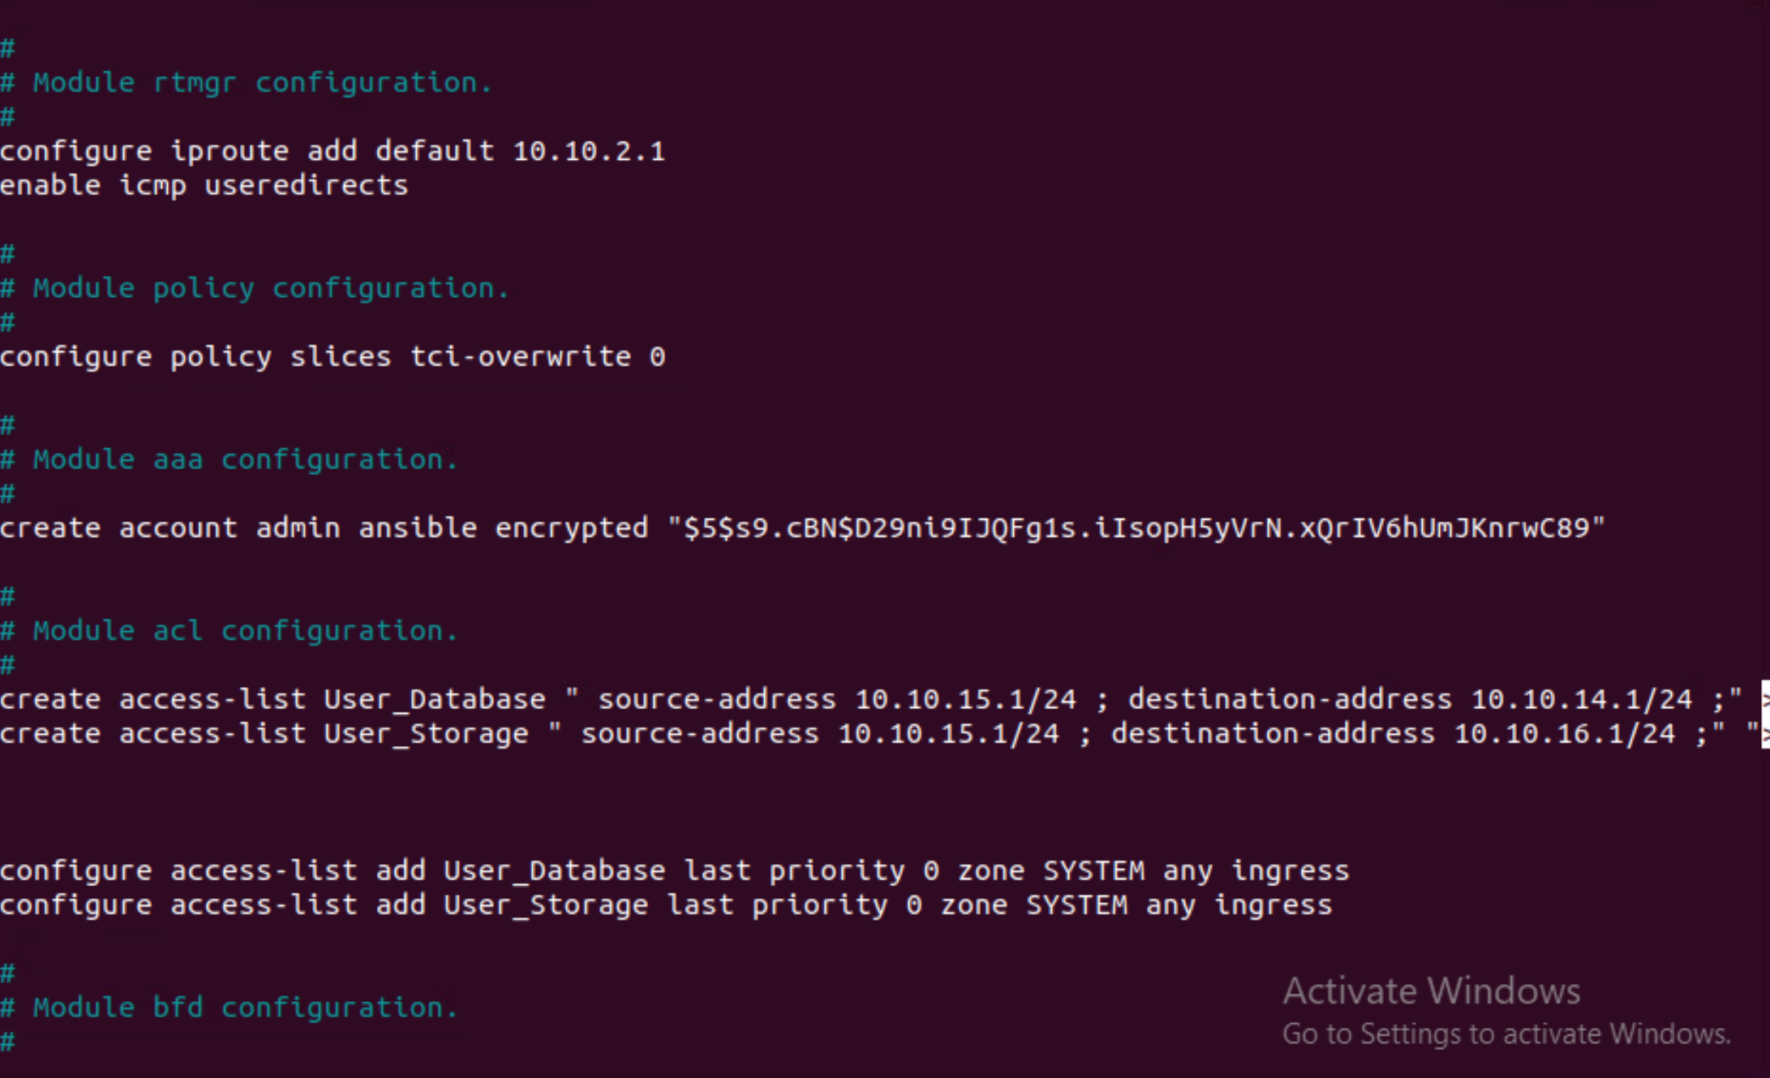 #
# Module rtmgr configuration.
#
configure iproute add default 10.10.2.1
enable icmp useredirects
#
# Module policy configuration.
#
configure policy slices tci-overwrite 0
#
# Module aaa configuration.
#
create account admin ansible encrypted "$5$s9.cBN$D29ni9IJQFg1s.iIsopH5yVrN.xQrIV6hUmJKnrwC89"
#
# Module acl configuration.
#
create access-list User_Database " source-address 10.10.15.1/24 ; destination-address 10.10.14.1/24 ;" >
create access-list User_Storage " source-address 10.10.15.1/24 ; destination-address 10.10.16.1/24 ;" ">
configure access-list add User_Database last priority 0 zone SYSTEM any ingress
configure access-list add User_Storage last priority 0 zone SYSTEM any ingress
#
# Module bfd configuration.
#
Activate Windows
Go to Settings to activate Windows.